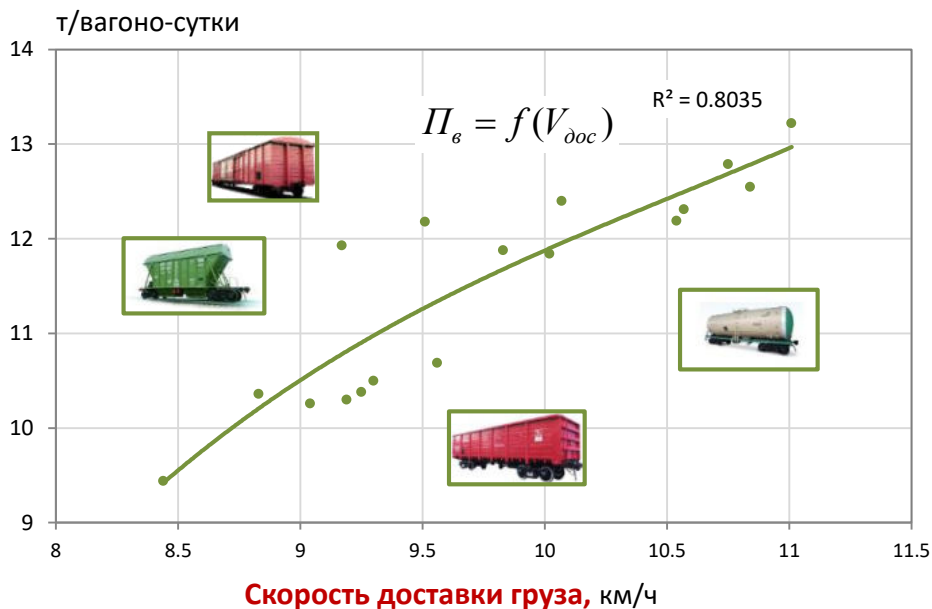 т/вагоно-сутки
14
R² = 0.8035
Пв = f(Vдос)
13
12
11
10
9
8 8.5 9 9.5 10 10.5 11 11.5
Скорость доставки груза, км/ч